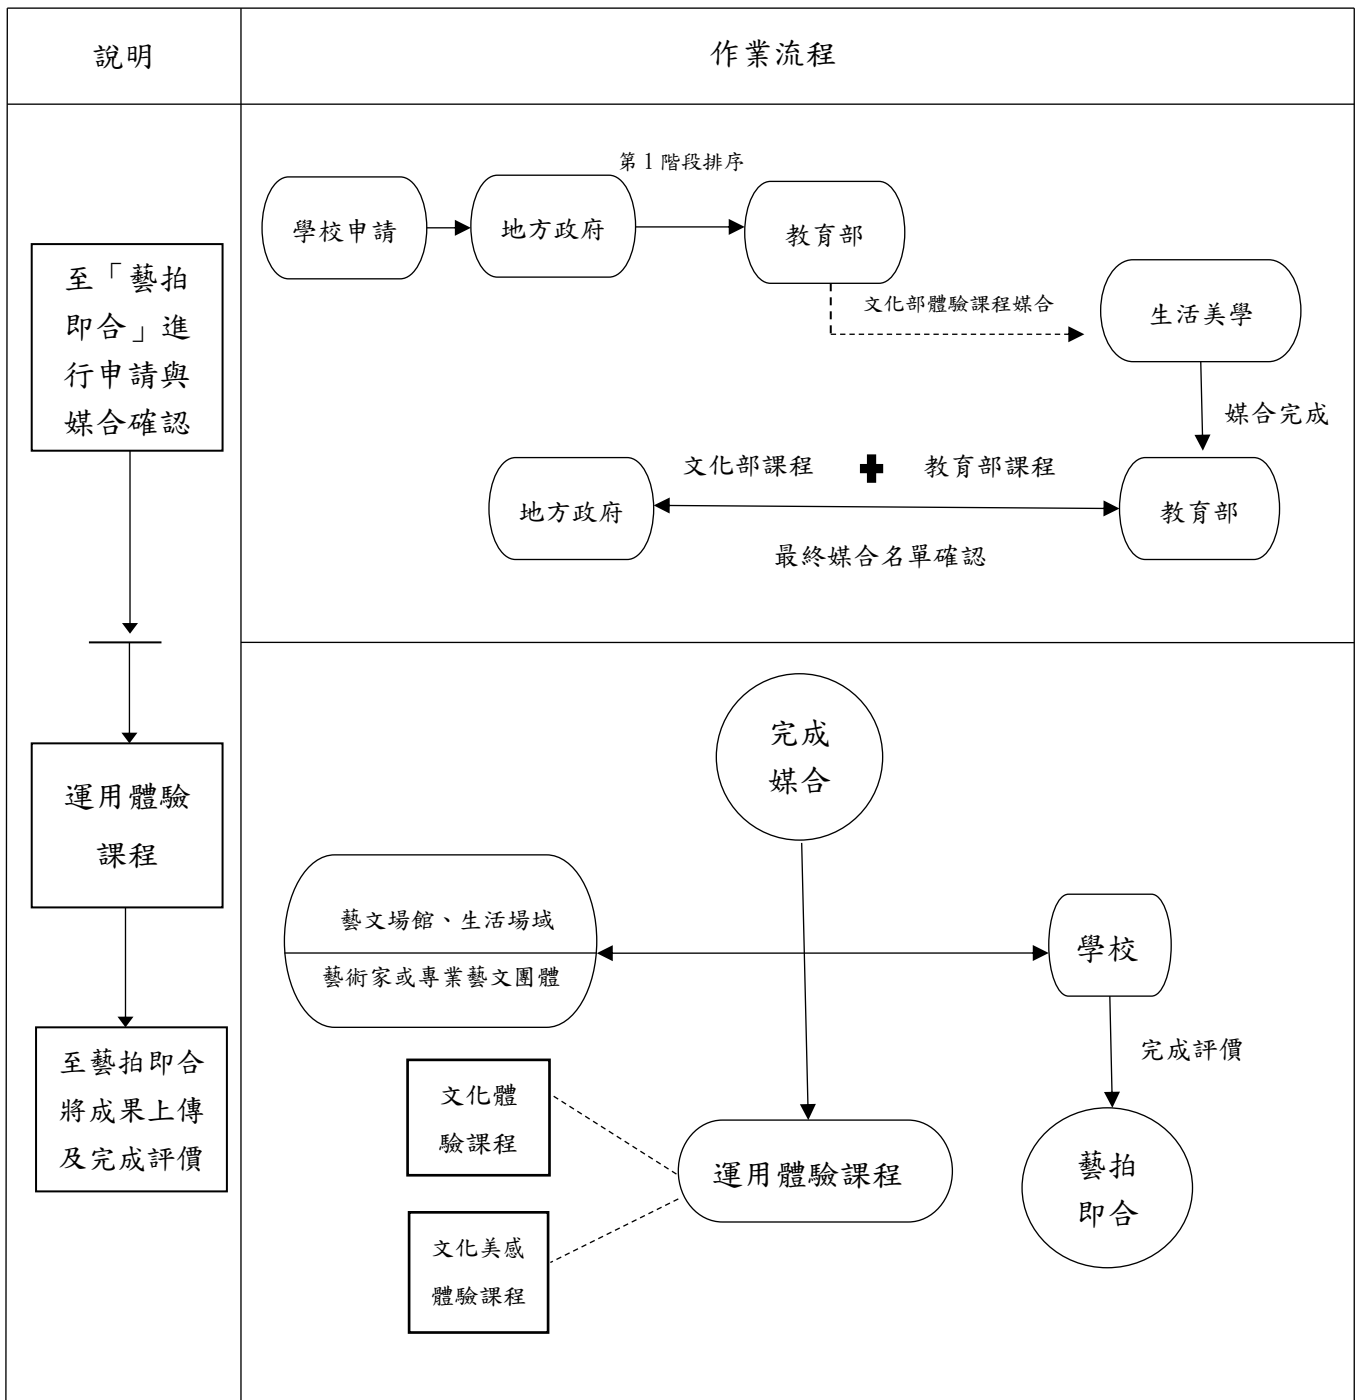 說明
作業流程
至「藝拍
即合」進
行申請與
媒合確認
第 1 階段排序
學校申請
地方政府
教育部
文化部體驗課程媒合
生活美學
媒合完成
文化部課程
教育部課程
地方政府
教育部
最終媒合名單確認
運用體驗
課程
至藝拍即合
將成果上傳
及完成評價
完成
媒合
藝文場館、生活場域
藝術家或專業藝文團體
學校
完成評價
文化體
驗課程
運用體驗課程
藝拍
即合
文化美感
體驗課程